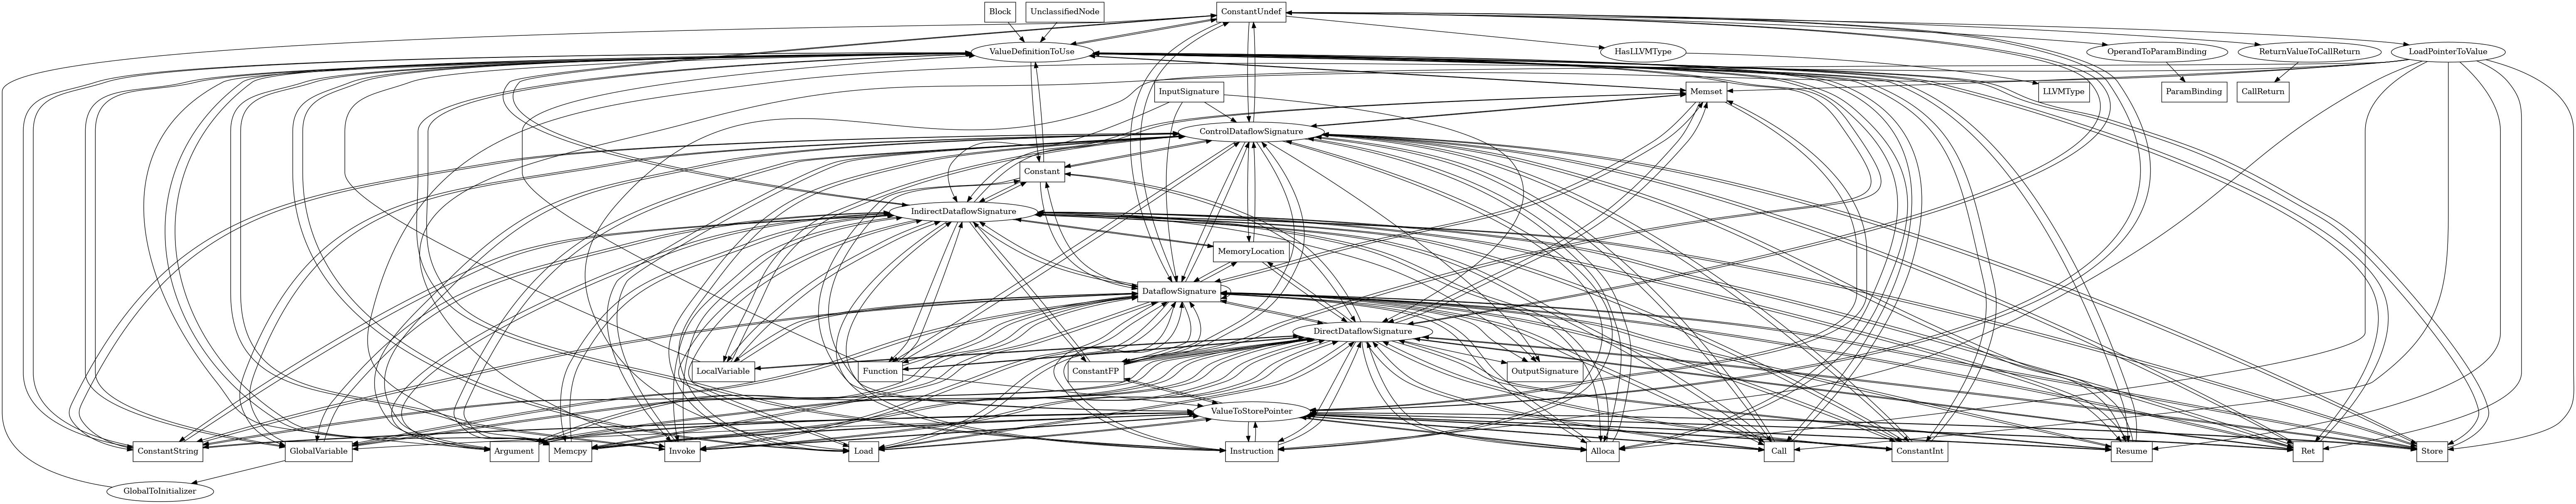 Block
UnclassifiedNode
ConstantUndef
ValueDefinitionToUse
HasLLVMType
OperandToParamBinding
ReturnValueToCallReturn
LoadPointerToValue
InputSignature
Memset
LLVMType
ParamBinding
CallReturn
ControlDataflowSignature
Constant
IndirectDataflowSignature
MemoryLocation
DataflowSignature
DirectDataflowSignature
LocalVariable
Function
ConstantFP
OutputSignature
ValueToStorePointer
ConstantString
GlobalVariable
Argument
Memcpy
Invoke
Load
Instruction
Alloca
Call
ConstantInt
Resume
Ret
Store
GlobalToInitializer